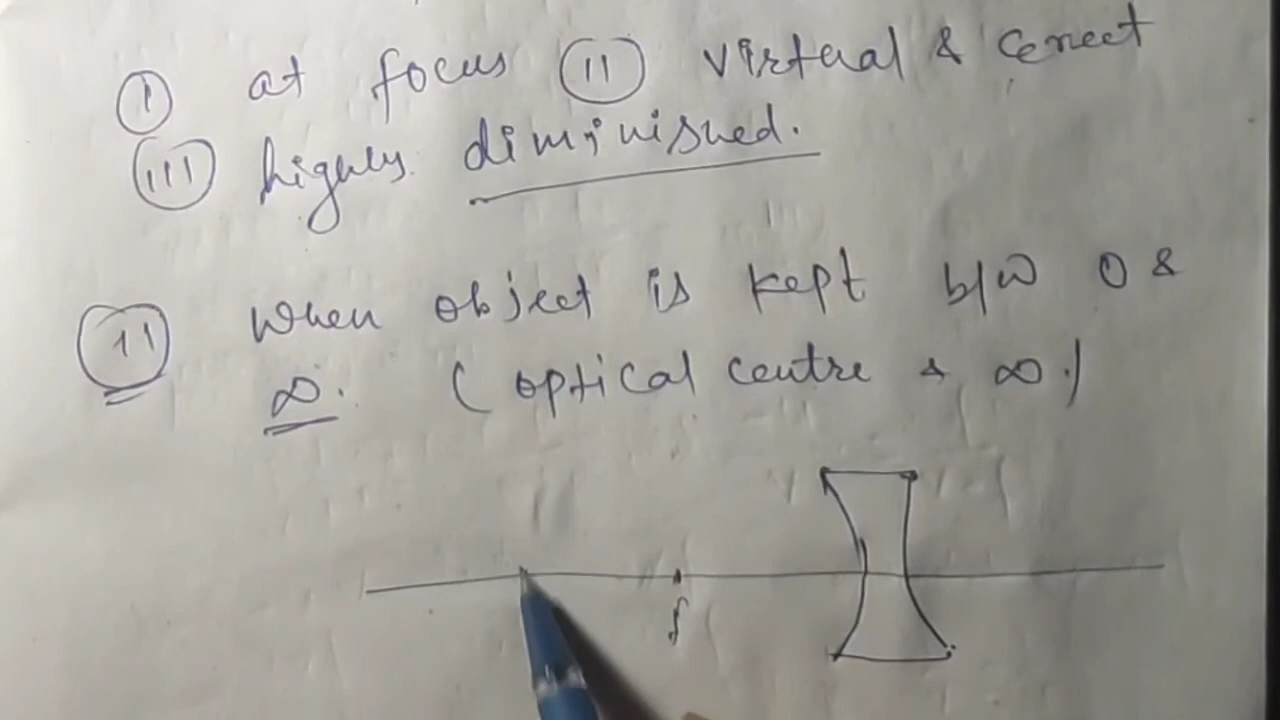 (I) at focus (II) virtual & erect
(III) highly diminished.
(II) When object is kept b/w O &
∞. (optical centre & ∞.)
f